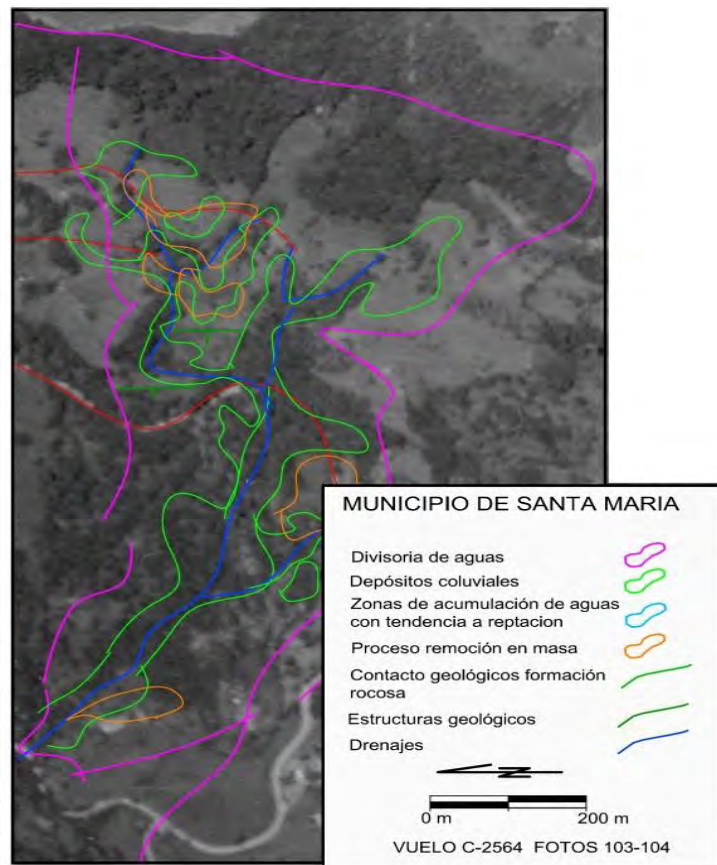 MUNICIPIO DE SANTA MARIA
Divisoria de aguas
Depósitos coluviales
Zonas de acumulación de aguas
con tendencia a reptacion
Proceso remoción en masa
Contacto geológicos formación
rocosa
Estructuras geológicos
Drenajes
0 m 200 m
VUELO C-2564 FOTOS 103-104